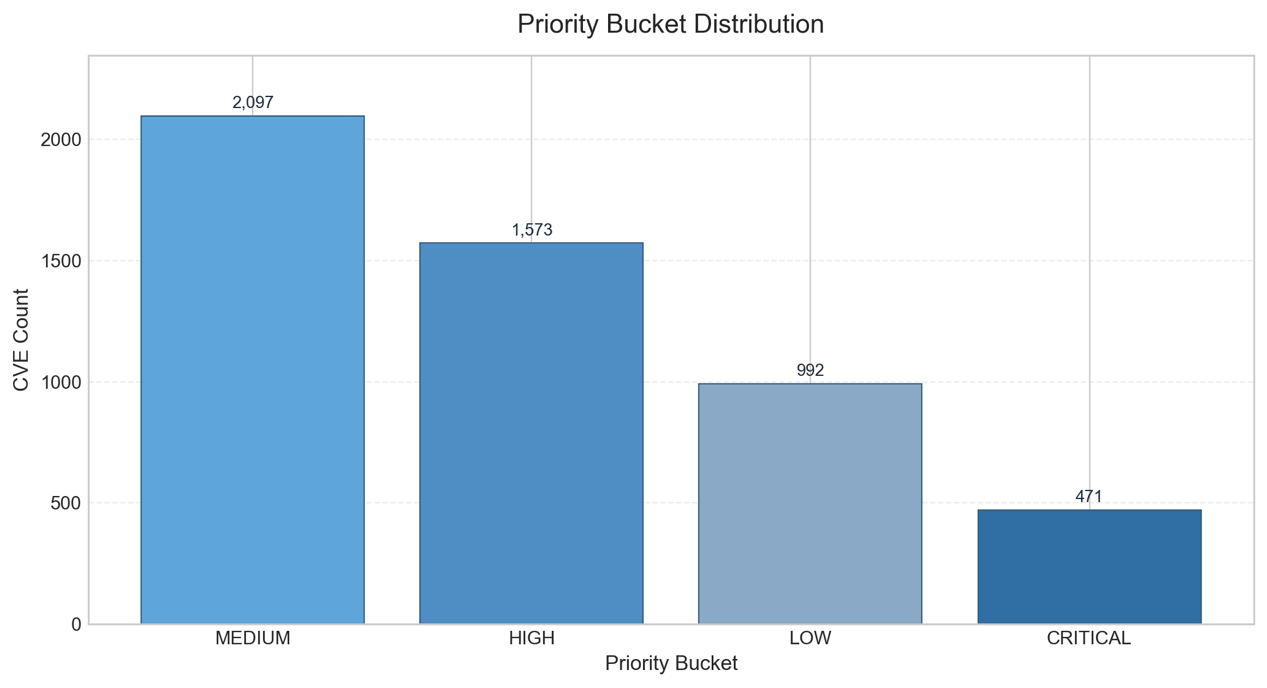 Priority Bucket Distribution
2,097
2000
1,573
1500
CVE Count
992
1000
471
500
0
MEDIUM HIGH LOW CRITICAL
Priority Bucket